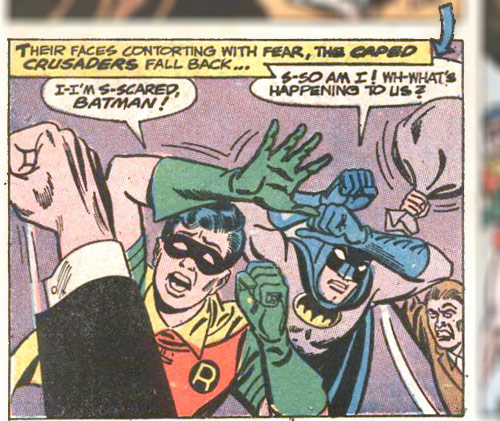 THEIR FACES CONTORTING WITH FEAR, THE CAPED
CRUSADERS FALL BACK...
I-I'M S-SCARED,
BATMAN!
S-SO AM I! WH-WHAT'S
HAPPENING TO US?
R